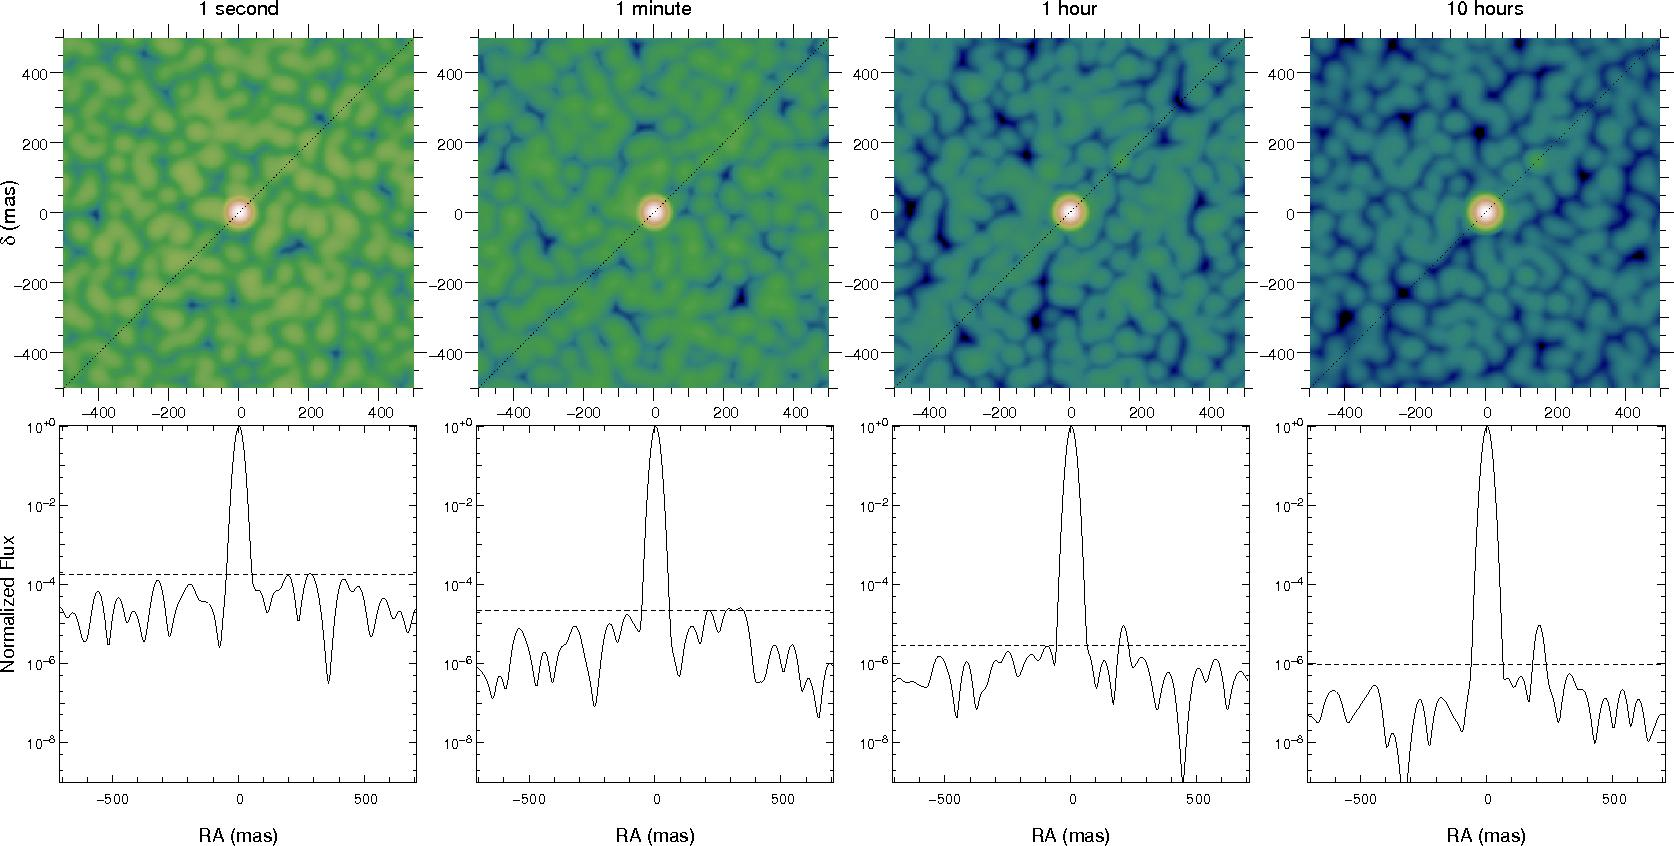 1 second 1 minute 1 hour 10 hours
400 400 400 400
200 200 200 200
0 0 0 0
−200 −200 −200 −200
−400 −400 −400 −400
δ (mas)
−400 −200 0 200 400 −400 −200 0 200 400 −400 −200 0 200 400 −400 −200 0 200 400
10⁺⁰ 10⁺⁰ 10⁺⁰ 10⁺⁰
10⁻² 10⁻² 10⁻² 10⁻²
10⁻⁴ 10⁻⁴ 10⁻⁴ 10⁻⁴
10⁻⁶ 10⁻⁶ 10⁻⁶ 10⁻⁶
10⁻⁸ 10⁻⁸ 10⁻⁸ 10⁻⁸
Normalized Flux
−500 0 500 −500 0 500 −500 0 500 −500 0 500
RA (mas) RA (mas) RA (mas) RA (mas)